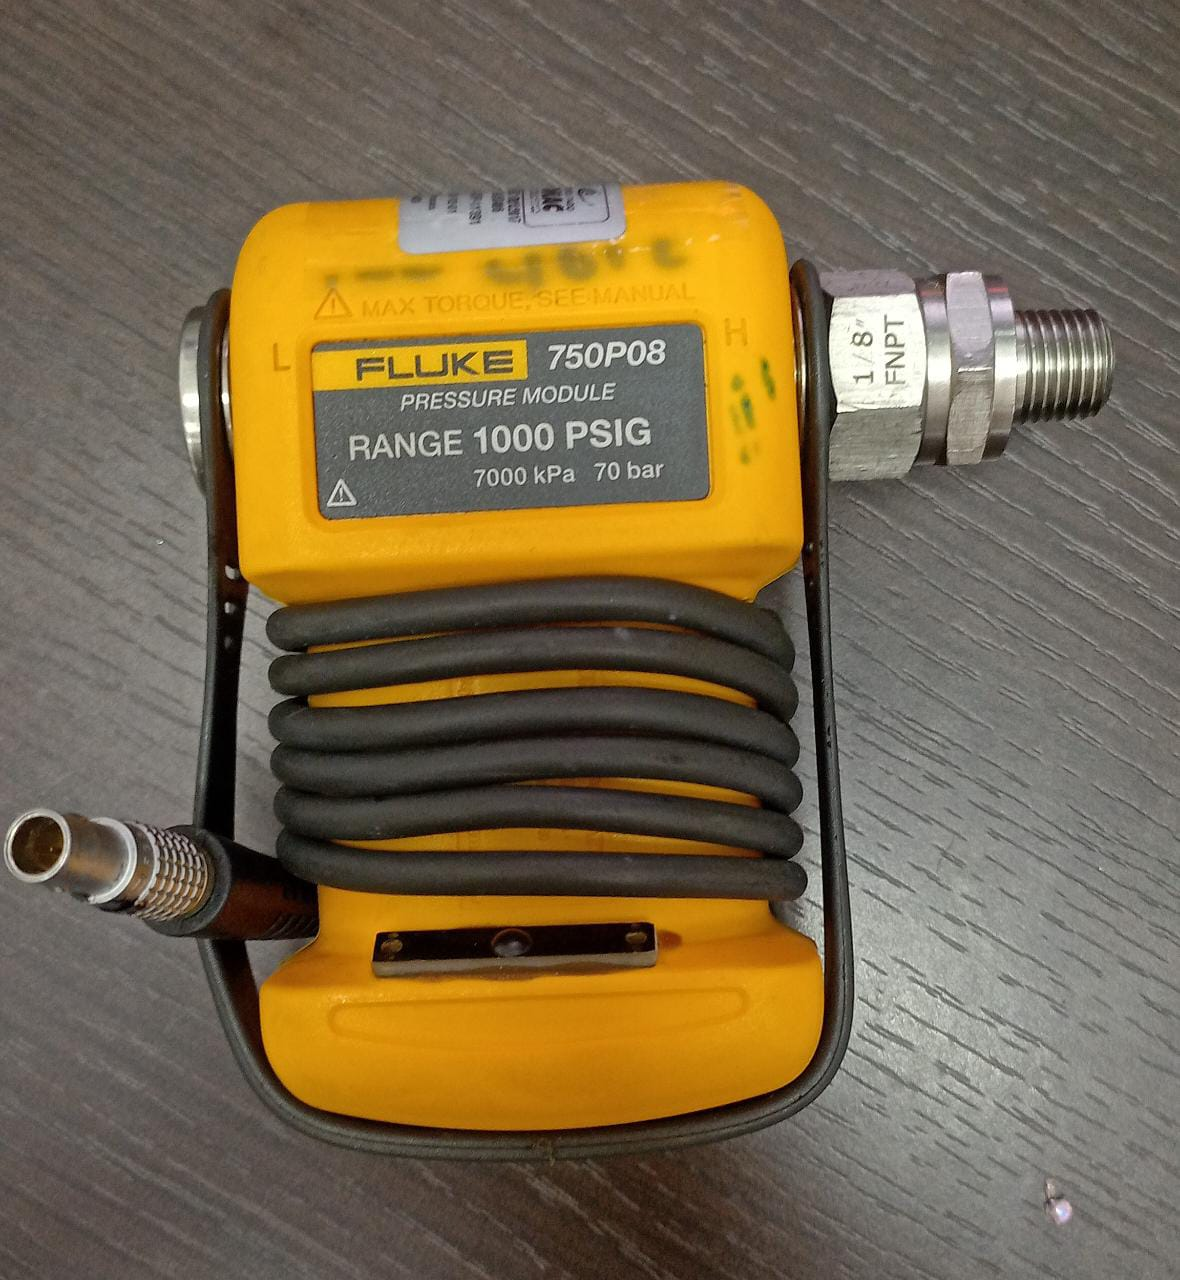 MAX TORQUE, SEE MANUAL
L
H
FLUKE 750P08
PRESSURE MODULE
RANGE 1000 PSIG
7000 kPa 70 bar
1/8"
FNPT